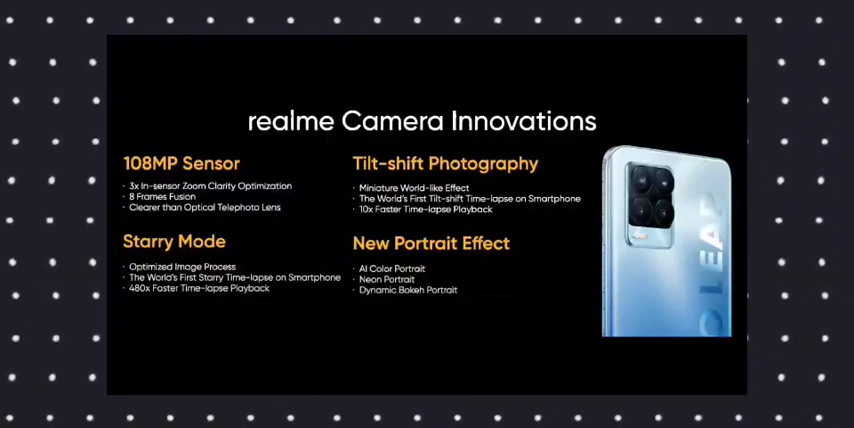 realme Camera Innovations
108MP Sensor
· 3x In-sensor Zoom Clarity Optimization
· 8 Frames Fusion
· Clearer than Optical Telephoto Lens
Starry Mode
· Optimized Image Process
· The World's First Starry Time-lapse on Smartphone
· 480x Faster Time-lapse Playback
Tilt-shift Photography
· Miniature World-like Effect
· The World's First Tilt-shift Time-lapse on Smartphone
· 10x Faster Time-lapse Playback
New Portrait Effect
· AI Color Portrait
· Neon Portrait
· Dynamic Bokeh Portrait
O LEAP